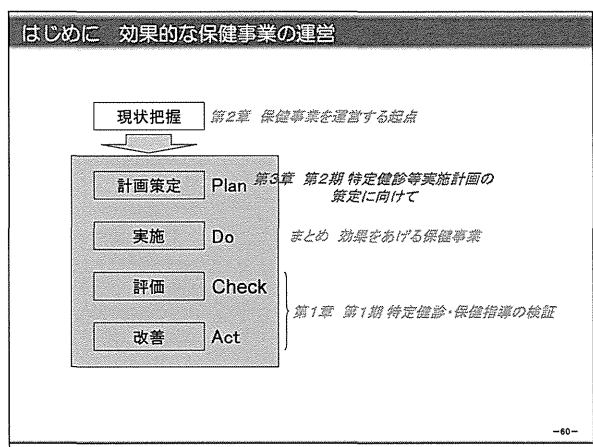 はじめに　効果的な保健事業の運営
現状把握 第2章 保健事業を運営する起点
計画策定 Plan 第3章 第2期 特定健診等実施計画の
策定に向けて
実施 Do まとめ 効果をあげる保健事業
評価 Check
第1章 第1期 特定健診・保健指導の検証
改善 Act
-60-